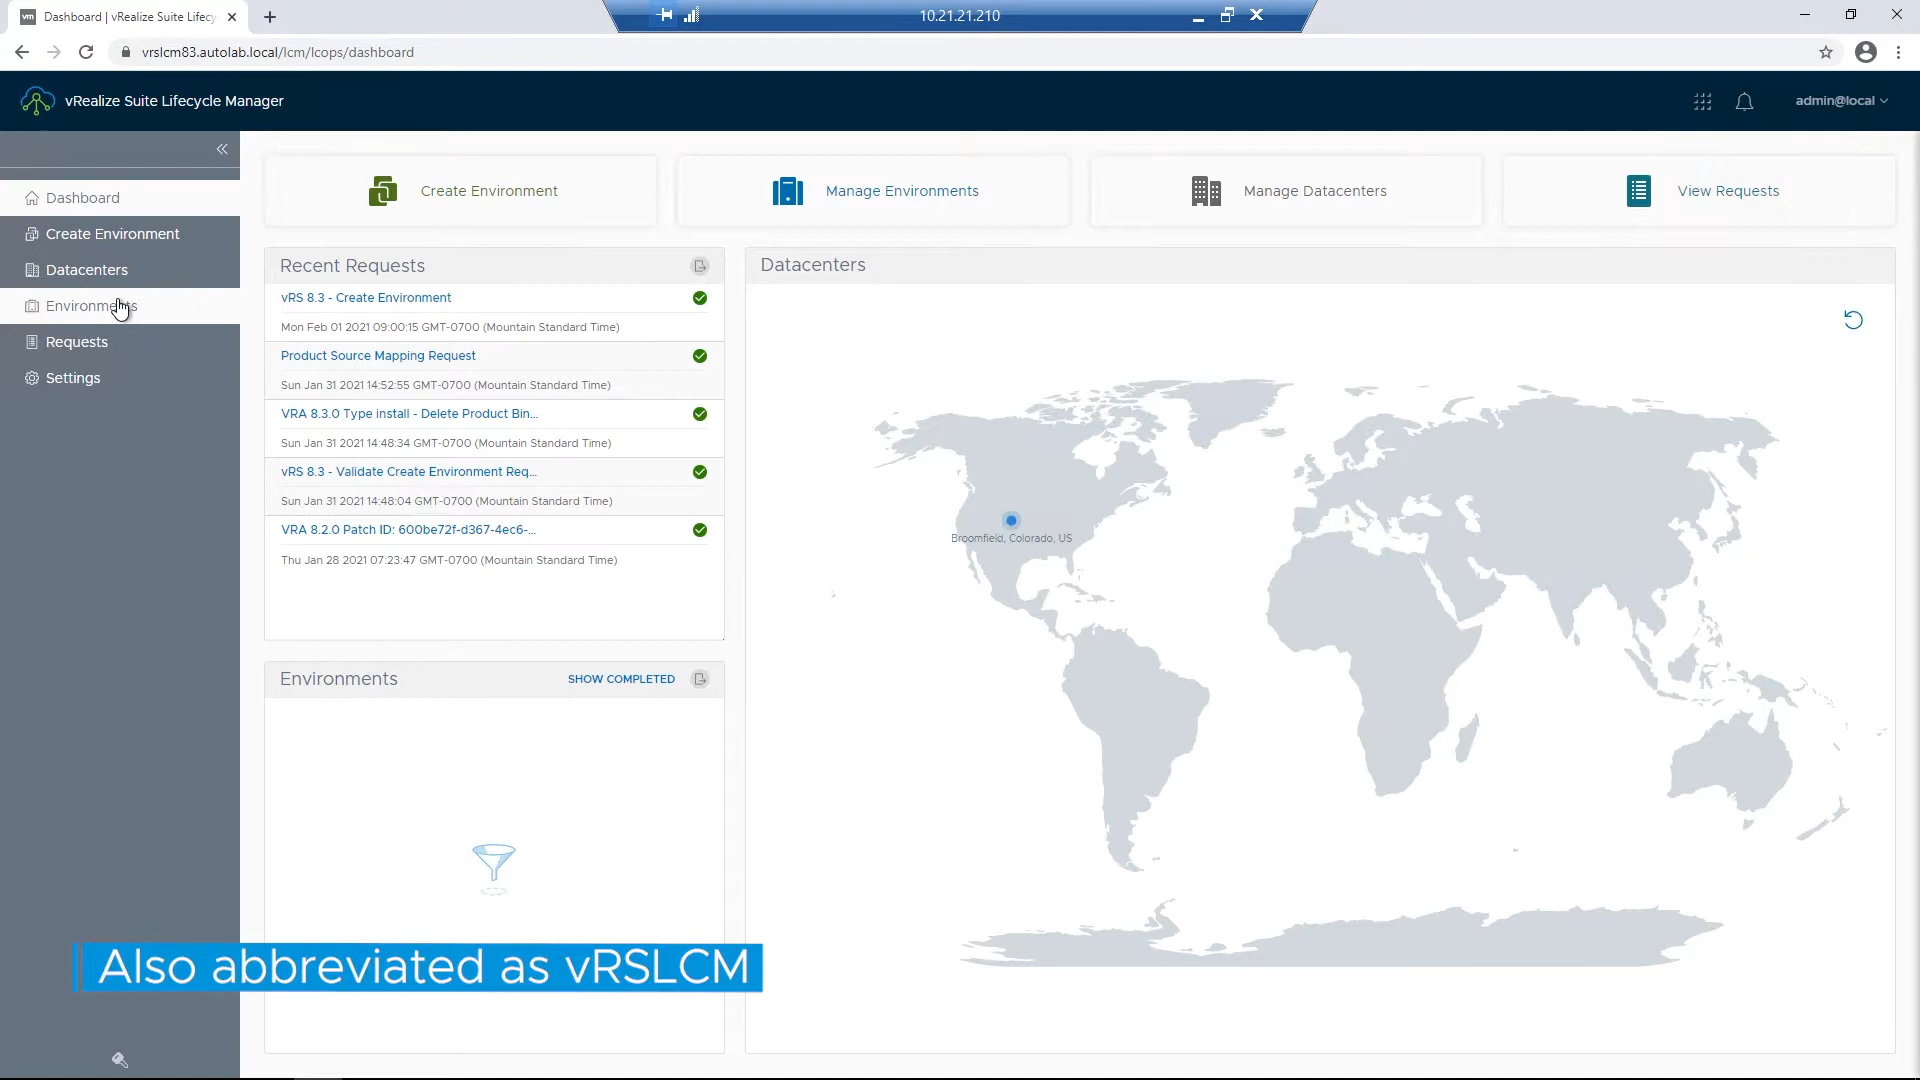 vm Dashboard | vRealize Suite Lifecy
10.21.21.210
vrslcm83.autolab.local/lcm/lcops/dashboard
vRealize Suite Lifecycle Manager
admin@local
Dashboard
Create Environment
Datacenters
Environments
Requests
Settings
Create Environment
Manage Environments
Manage Datacenters
View Requests
Recent Requests
vRS 8.3 - Create Environment
Mon Feb 01 2021 09:00:15 GMT-0700 (Mountain Standard Time)
Product Source Mapping Request
Sun Jan 31 2021 14:52:55 GMT-0700 (Mountain Standard Time)
VRA 8.3.0 Type install - Delete Product Bin...
Sun Jan 31 2021 14:48:34 GMT-0700 (Mountain Standard Time)
vRS 8.3 - Validate Create Environment Req...
Sun Jan 31 2021 14:48:04 GMT-0700 (Mountain Standard Time)
VRA 8.2.0 Patch ID: 600be72f-d367-4ec6-...
Thu Jan 28 2021 07:23:47 GMT-0700 (Mountain Standard Time)
Environments
SHOW COMPLETED
Datacenters
Broomfield, Colorado, US
Also abbreviated as vRSLCM